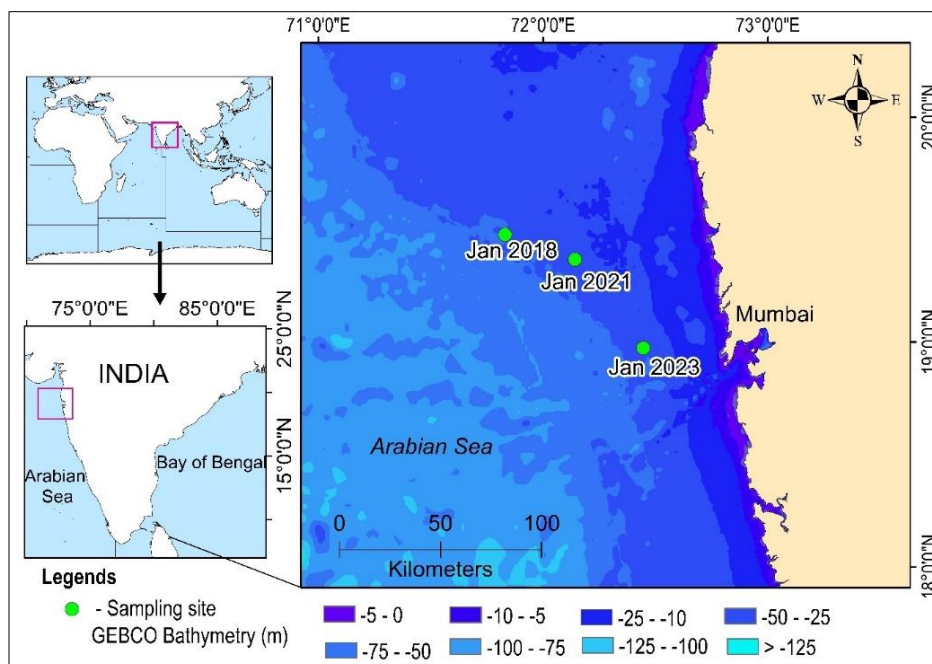 71°0'0"E
72°0'0"E
73°0'0"E
N
W
E
S
20°0'0"N
Jan 2018
Jan 2021
Mumbai
19°0'0"N
Jan 2023
Arabian Sea
0 50 100
Kilometers
18°0'0"N
75°0'0"E
85°0'0"E
25°0'0"N
INDIA
15°0'0"N
Arabian
Sea
Bay of Bengal
Legends
- Sampling site
GEBCO Bathymetry (m)
-5 - 0
-10 - -5
-25 - -10
-50 - -25
-75 - -50
-100 - -75
-125 - -100
> -125